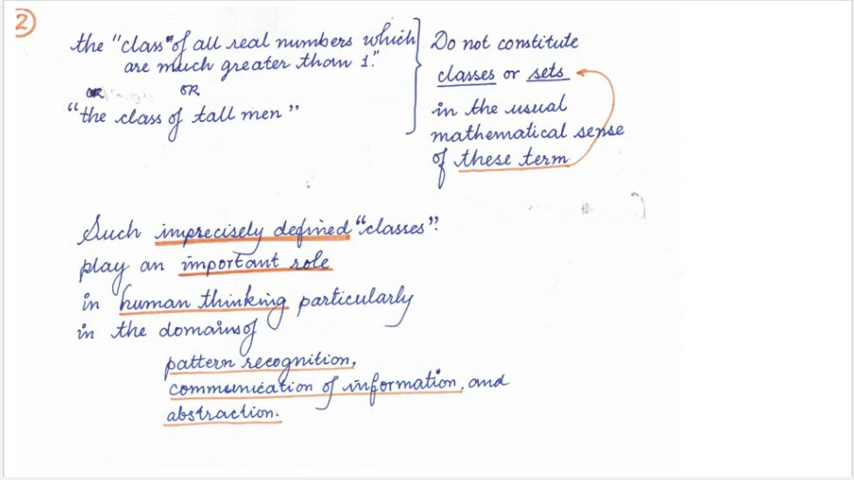 2
the "class" of all real numbers which
are much greater than 1."
OR OR
"the class of tall men"
Do not constitute
classes or sets
in the usual
mathematical sense
of these term
Such imprecisely defined "classes"
play an important role
in human thinking particularly
in the domains of
pattern recognition,
communication of information, and
abstraction.